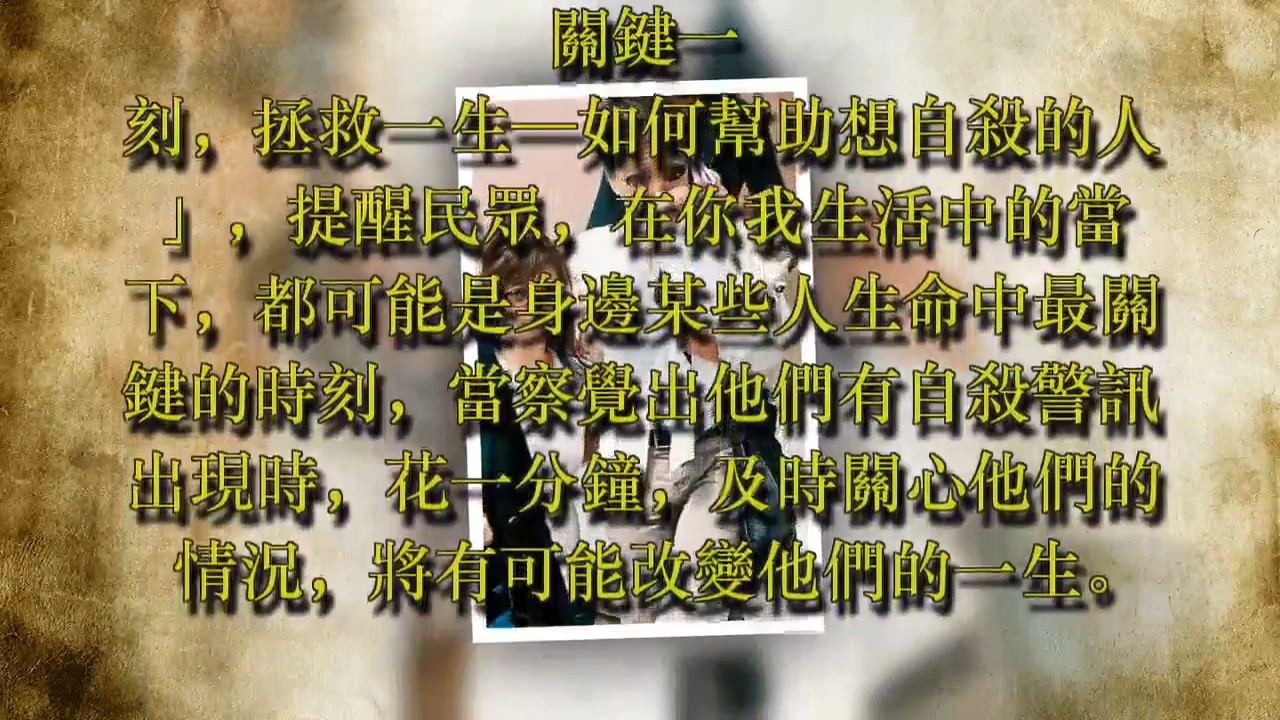 關鍵一
刻，拯救一生—如何幫助想自殺的人
」，提醒民眾，在你我生活中的當
下，都可能是身邊某些人生命中最關
鍵的時刻，當察覺出他們有自殺警訊
出現時，花一分鐘，及時關心他們的
情況，將有可能改變他們的一生。